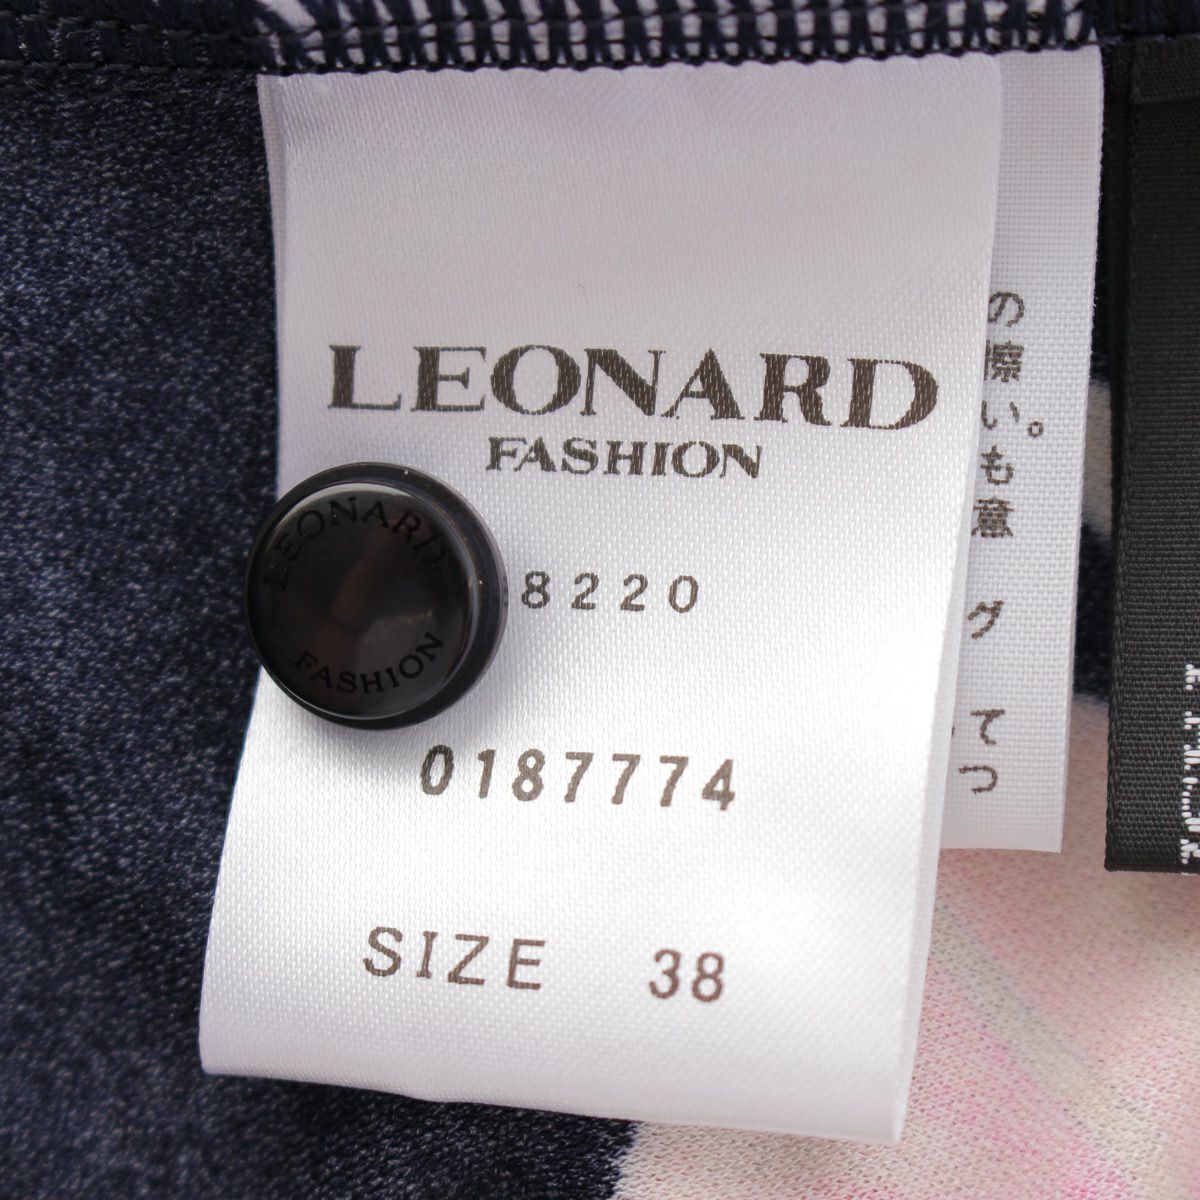 LEONARD
FASHION
8220
0187774
SIZE 38
LEONARD
FASHION
の
際
い。
も
意
グ
て
つ